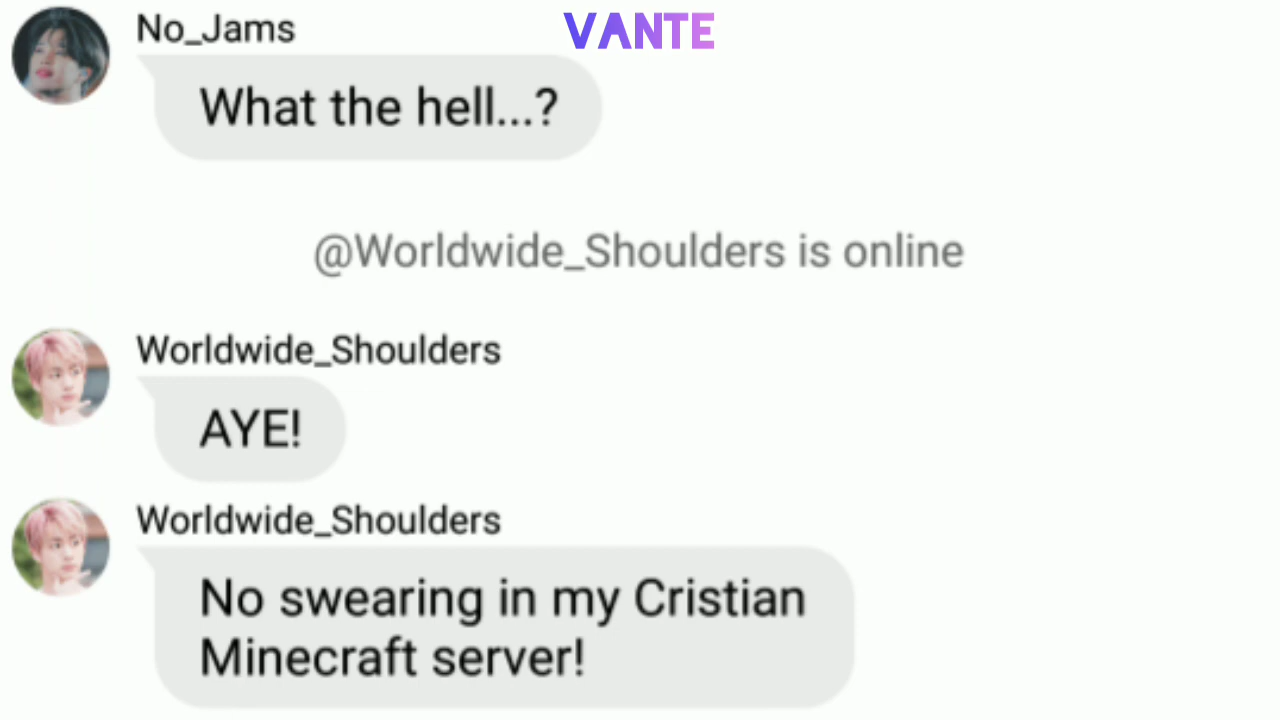 No_Jams
VANTE
What the hell...?
@Worldwide_Shoulders is online
Worldwide_Shoulders
AYE!
Worldwide_Shoulders
No swearing in my Cristian
Minecraft server!